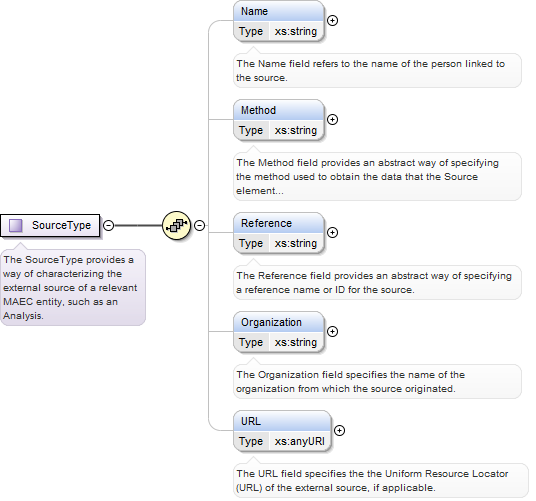 Name
Type xs:string
The Name field refers to the name of the person linked to
the source.
Method
Type xs:string
The Method field provides an abstract way of specifying
the method used to obtain the data that the Source
element...
SourceType
The SourceType provides a
way of characterizing the
external source of a relevant
MAEC entity, such as an
Analysis.
Reference
Type xs:string
The Reference field provides an abstract way of specifying
a reference name or ID for the source.
Organization
Type xs:string
The Organization field specifies the name of the
organization from which the source originated.
URL
Type xs:anyURI
The URL field specifies the the Uniform Resource Locator
(URL) of the external source, if applicable.